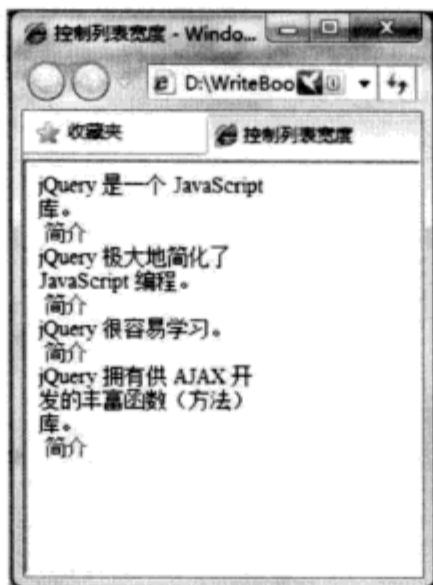 控制列表宽度 - Windo...
D:\WriteBoo
收藏夹
控制列表宽度
jQuery 是一个 JavaScript
库。
简介
jQuery 极大地简化了
JavaScript 编程。
简介
jQuery 很容易学习。
简介
jQuery 拥有供 AJAX 开
发的丰富函数（方法）
库。
简介